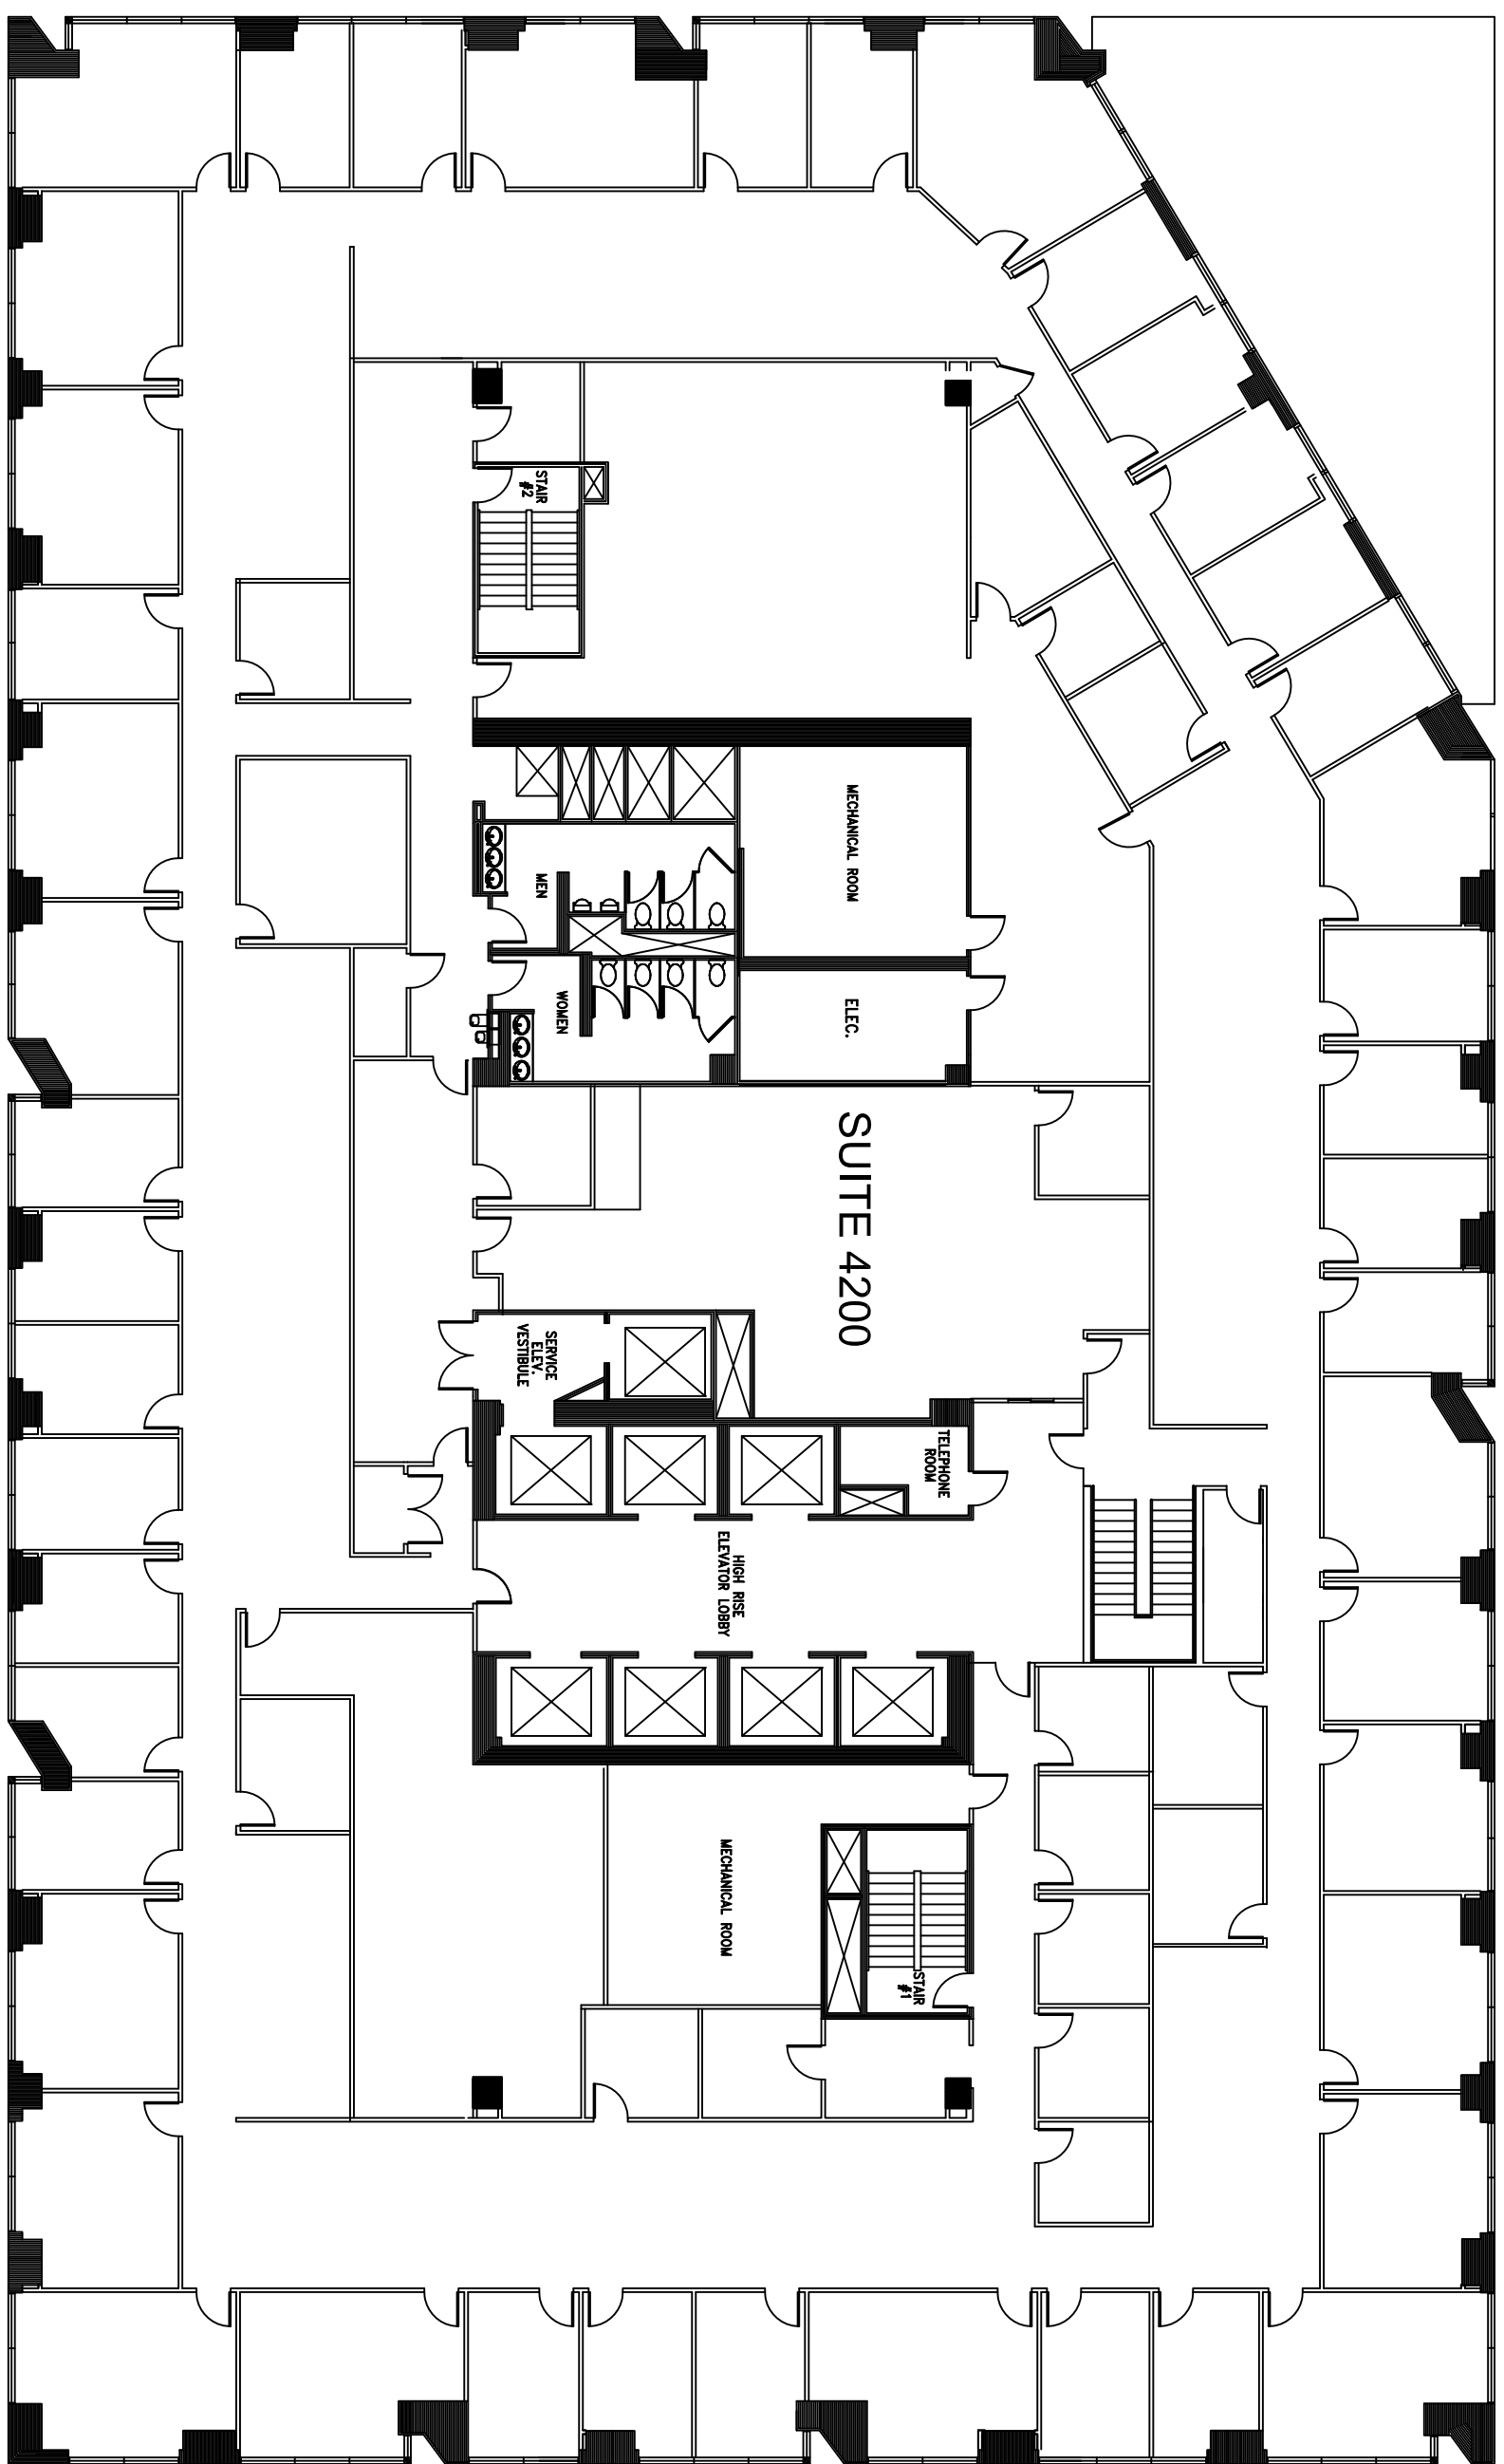 STAIR
#2
MECHANICAL ROOM
MEN
WOMEN
ELEC.
SUITE 4200
SERVICE
ELEV.
VESTIBULE
TELEPHONE
ROOM
HIGH RISE
ELEVATOR LOBBY
MECHANICAL ROOM
STAIR
#1